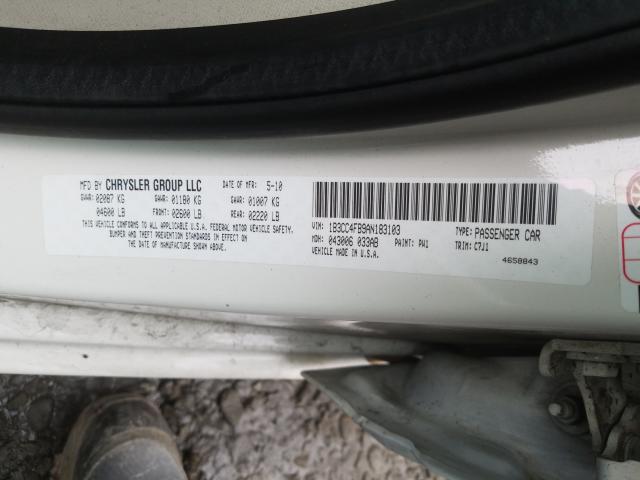 MFD BY CHRYSLER GROUP LLC DATE OF MFR: 5-10
GVWR: 02087 KG GAWR: 01180 KG GAWR: 01007 KG
04600 LB FRONT: 02600 LB REAR: 02220 LB
THIS VEHICLE CONFORMS TO ALL APPLICABLE U.S.A. FEDERAL MOTOR VEHICLE SAFETY,
BUMPER AND THEFT PREVENTION STANDARDS IN EFFECT ON
THE DATE OF MANUFACTURE SHOWN ABOVE.
VIN: 1B3CC4FB9AN183103 TYPE: PASSENGER CAR
MDH: 043006 033AB PAINT: PW1 TRIM: C7J1
VEHICLE MADE IN U.S.A.
4658843